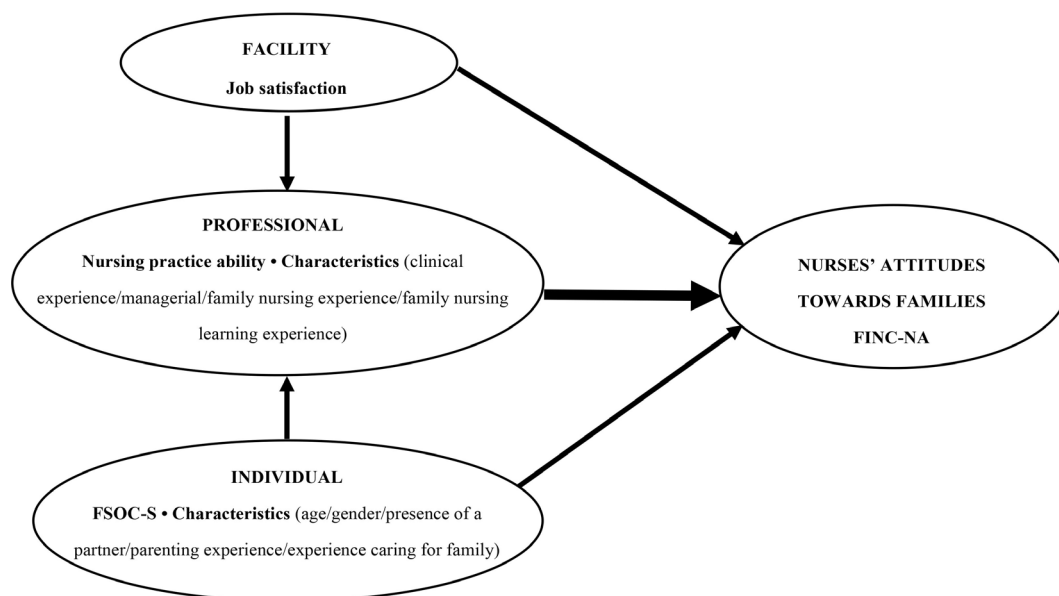 FACILITY
Job satisfaction
PROFESSIONAL
Nursing practice ability • Characteristics (clinical
experience/managerial/family nursing experience/family nursing
learning experience)
NURSES’ ATTITUDES
TOWARDS FAMILIES
FINC-NA
INDIVIDUAL
FSOC-S • Characteristics (age/gender/presence of a
partner/parenting experience/experience caring for family)